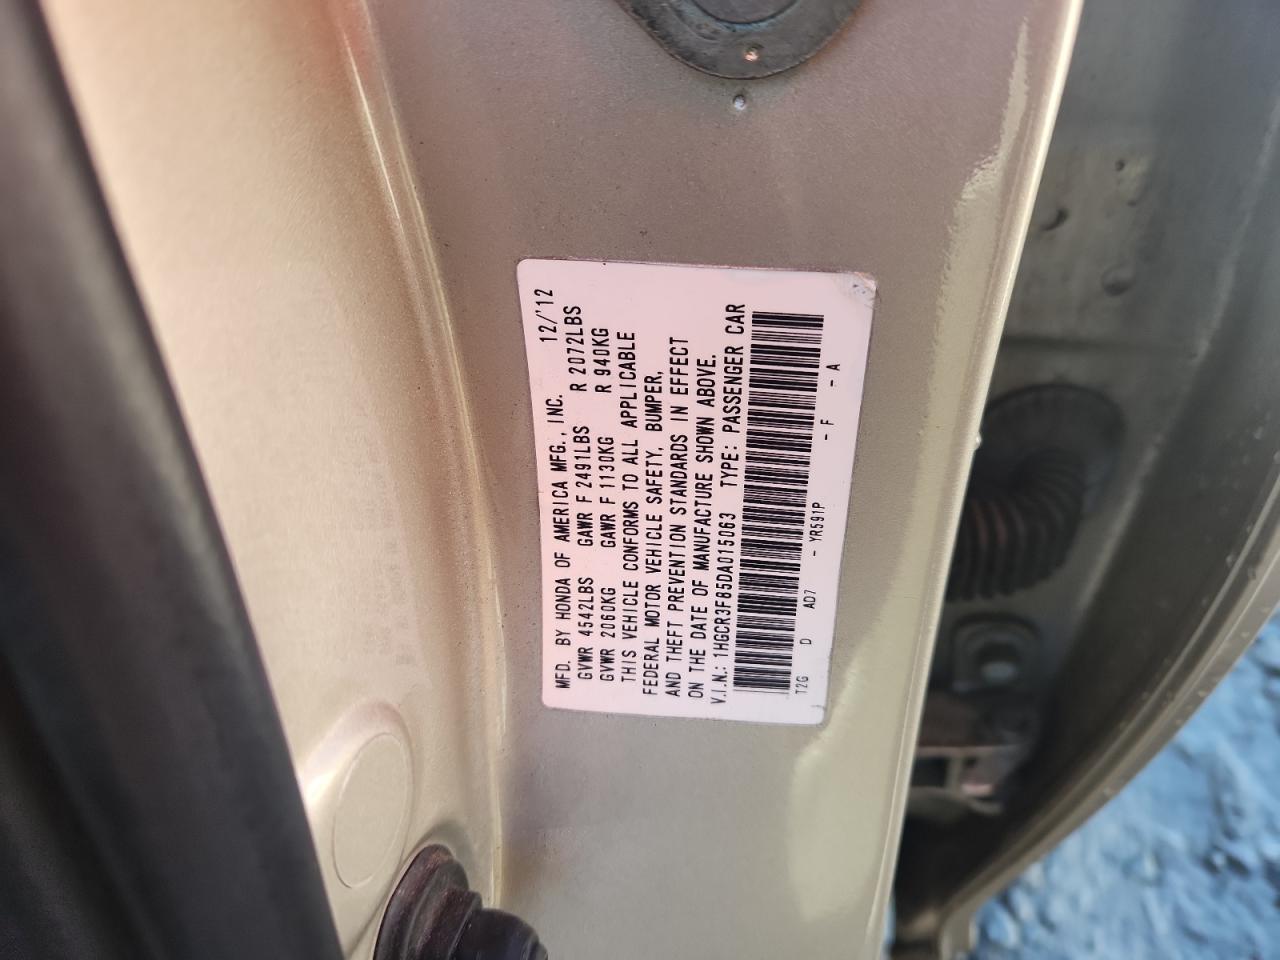 MFD. BY HONDA OF AMERICA MFG., INC. 12/'12
GVWR 4542LBS GAWR F 2491LBS R 2072LBS
GVWR 2060KG GAWR F 1130KG R 940KG
THIS VEHICLE CONFORMS TO ALL APPLICABLE
FEDERAL MOTOR VEHICLE SAFETY, BUMPER,
AND THEFT PREVENTION STANDARDS IN EFFECT
ON THE DATE OF MANUFACTURE SHOWN ABOVE.
V.I.N.: 1HGCR3F85DA015063 TYPE: PASSENGER CAR
T2G D AD7 - YR591P - F - A